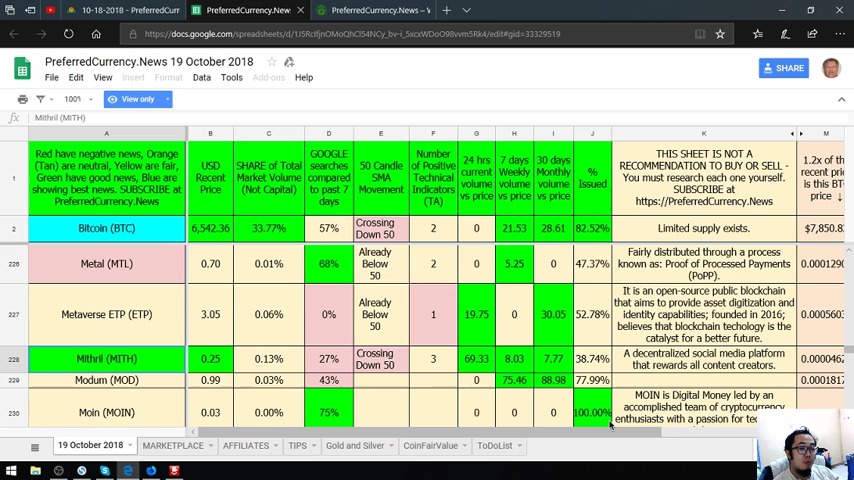 10-18-2018 - PreferredCurr
PreferredCurrency.News
PreferredCurrency.News –
https://docs.google.com/spreadsheets/d/1J5RcIfjnOMoQhCl54NCy_bv-i_5xcxWDoO98vvm5Rk4/edit#gid=33329519
PreferredCurrency.News 19 October 2018
File Edit View Insert Format Data Tools Add-ons Help
SHARE
View only
fx Mithril (MITH)
A B C D E F G H I J K M
1
Red have negative news, Orange (Tan) are neutral, Yellow are fair, Green have good news, Blue are showing best news. SUBSCRIBE at PreferredCurrency.News
USD Recent Price
SHARE of Total Market Volume (Not Capital)
GOOGLE searches compared to past 7 days
50 Candle SMA Movement
Number of Positive Technical Indicators (TA)
24 hrs current volume vs price
7 days Weekly volume vs price
30 days Monthly volume vs price
% Issued
THIS SHEET IS NOT A RECOMMENDATION TO BUY OR SELL - You must research each one yourself. SUBSCRIBE at https://PreferredCurrency.News
1.2x of the recent pric is this BT price ↓
2 Bitcoin (BTC) 6,542.36 33.77% 57% Crossing Down 50 2 0 21.53 28.61 82.52% Limited supply exists. $7,850.8
226 Metal (MTL) 0.70 0.01% 68% Already Below 50 2 0 5.25 0 47.37% Fairly distributed through a process known as: Proof of Processed Payments (PoPP). 0.0001290
227 Metaverse ETP (ETP) 3.05 0.06% 0% Already Below 50 1 19.75 0 30.05 52.78% It is an open-source public blockchain that aims to provide asset digitization and identity capabilities; founded in 2016; believes that blockchain techology is the catalyst for a better future. 0.0005603
228 Mithril (MITH) 0.25 0.13% 27% Crossing Down 50 3 69.33 8.03 7.77 38.74% A decentralized social media platform that rewards all content creators. 0.0000462
229 Modum (MOD) 0.99 0.03% 43% 0 75.46 88.98 77.99% 0.0001817
230 Moin (MOIN) 0.03 0.00% 75% 0 0 0 100.00% MOIN is Digital Money led by an accomplished team of cryptocurrency enthusiasts with a passion for
19 October 2018 MARKETPLACE AFFILIATES TIPS Gold and Silver CoinFairValue ToDoList